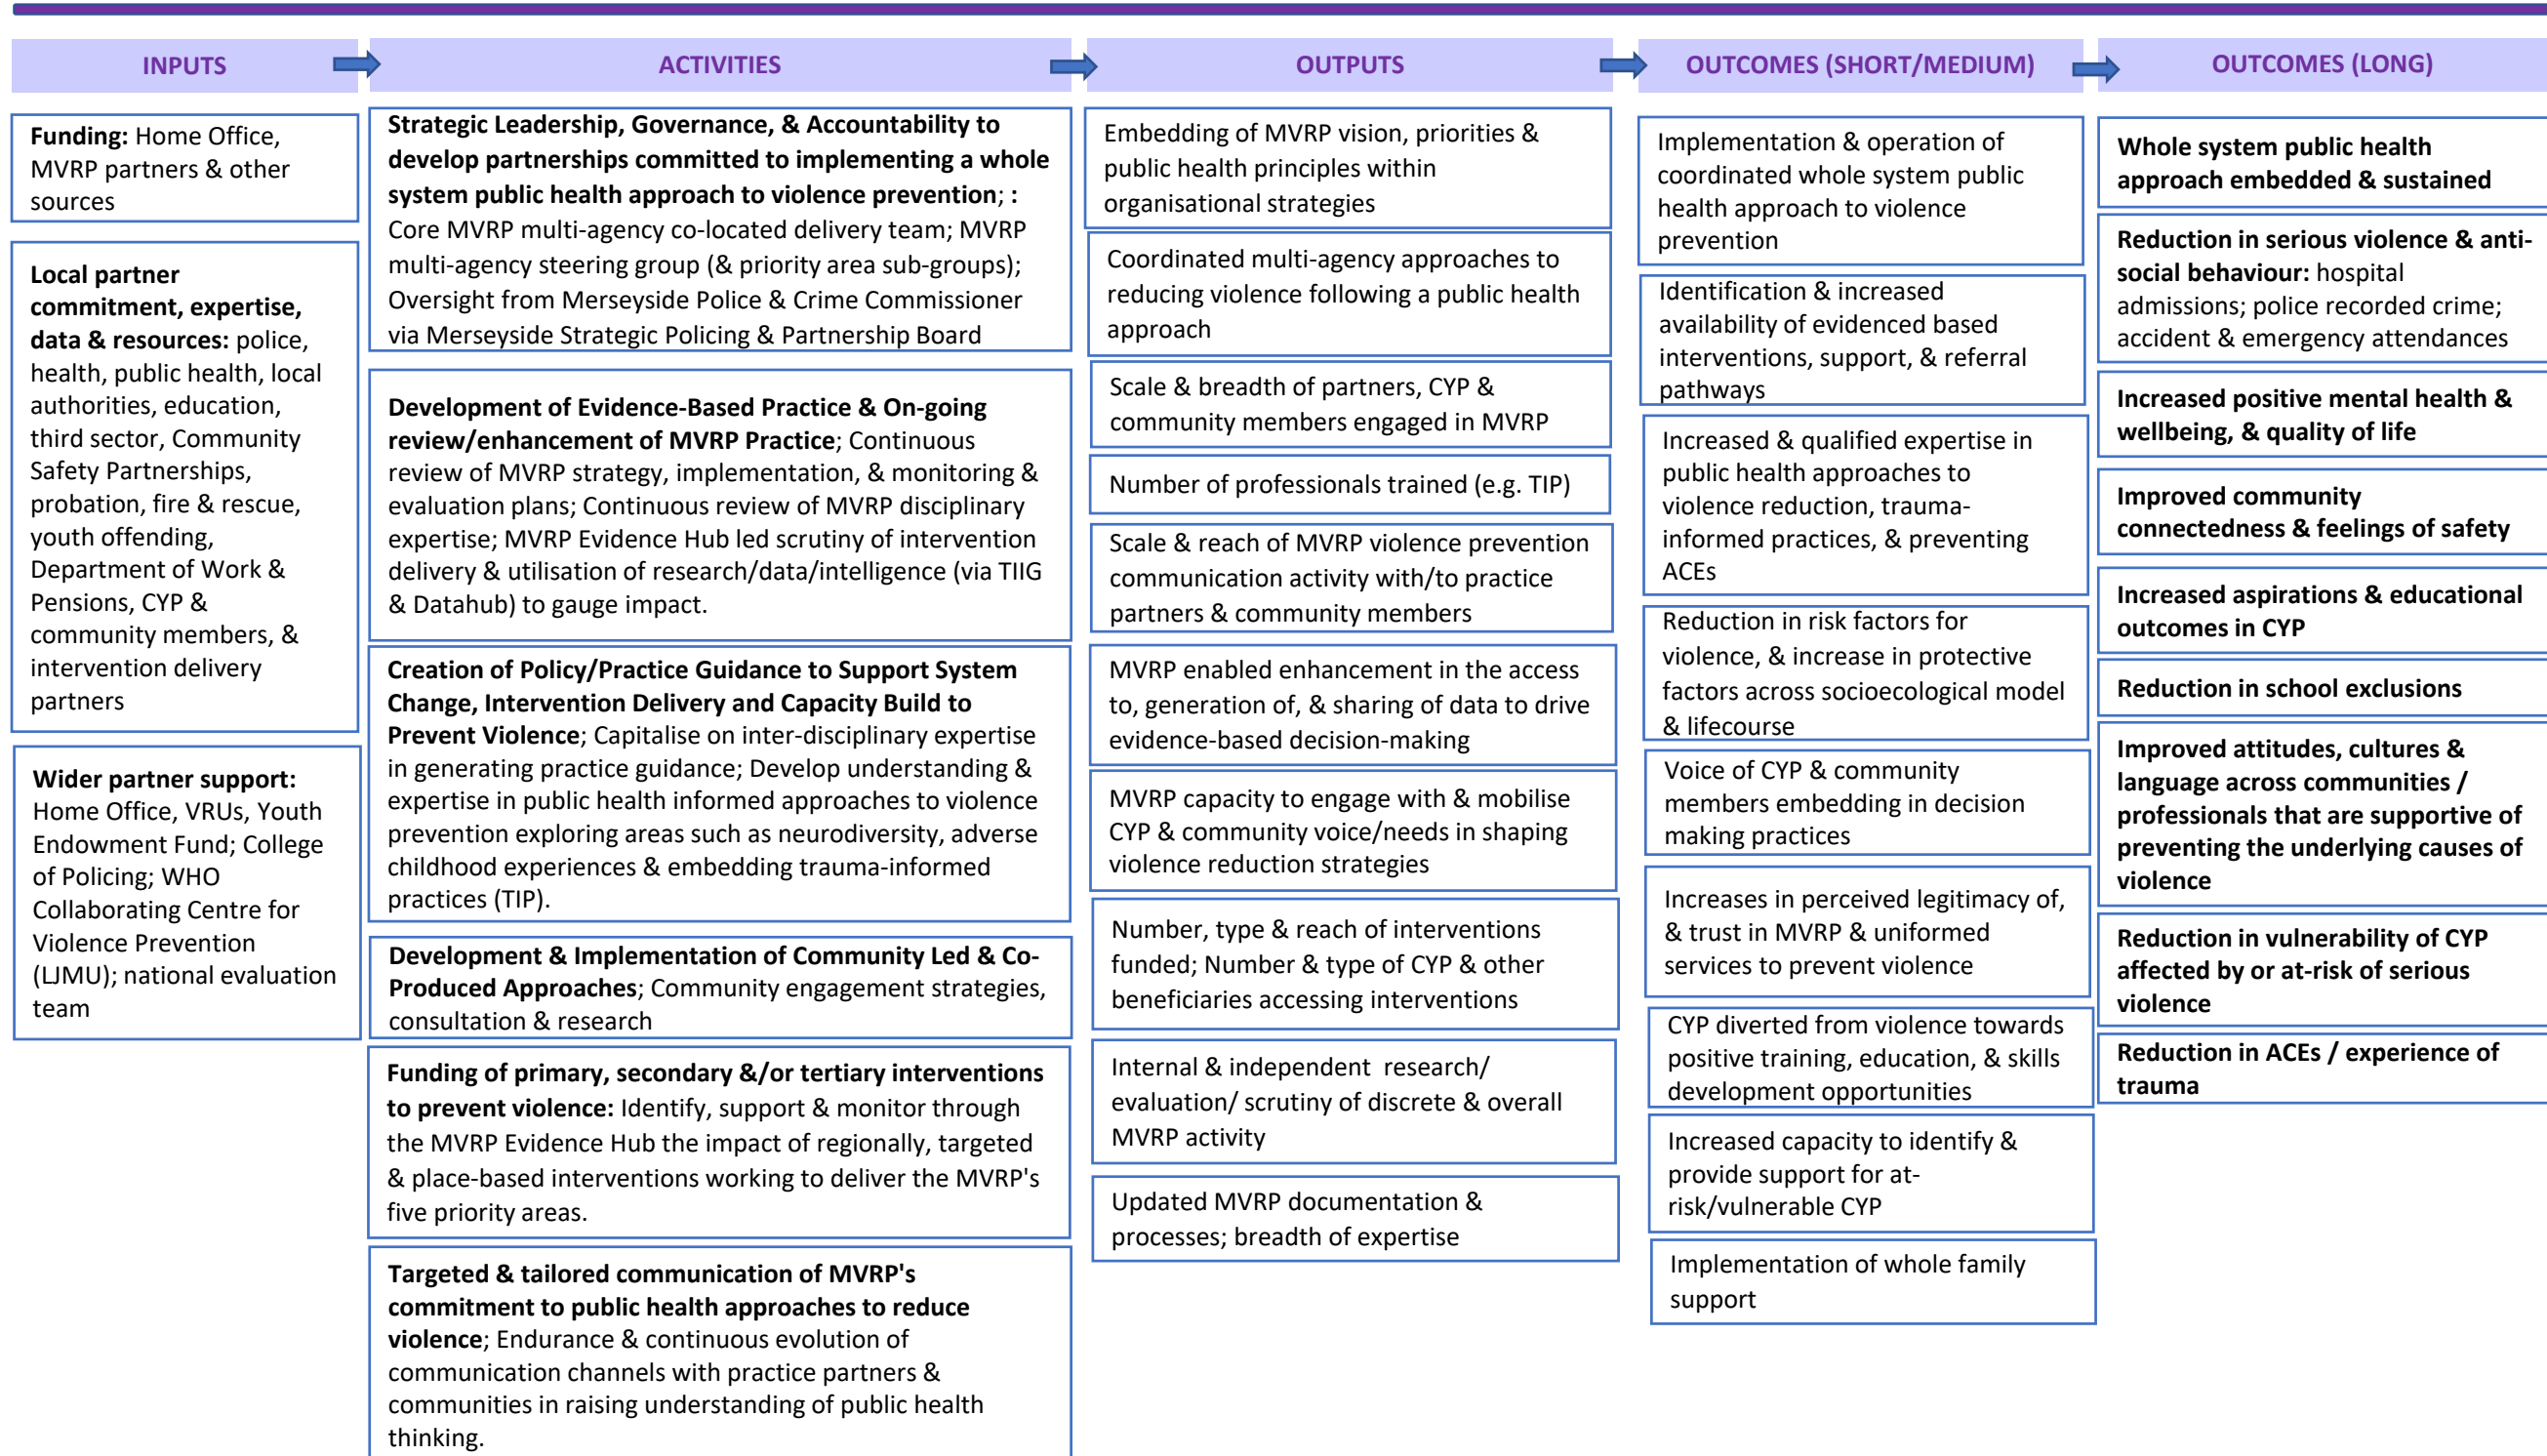 INPUTS
ACTIVITIES
OUTPUTS
OUTCOMES (SHORT/MEDIUM)
OUTCOMES (LONG)
Funding: Home Office,
MVRP partners & other
sources
Local partner
commitment, expertise,
data & resources: police,
health, public health, local
authorities, education,
third sector, Community
Safety Partnerships,
probation, fire & rescue,
youth offending,
Department of Work &
Pensions, CYP &
community members, &
intervention delivery
partners
Wider partner support:
Home Office, VRUs, Youth
Endowment Fund; College
of Policing; WHO
Collaborating Centre for
Violence Prevention
(LJMU); national evaluation
team
Strategic Leadership, Governance, & Accountability to
develop partnerships committed to implementing a whole
system public health approach to violence prevention; :
Core MVRP multi-agency co-located delivery team; MVRP
multi-agency steering group (& priority area sub-groups);
Oversight from Merseyside Police & Crime Commissioner
via Merseyside Strategic Policing & Partnership Board
Development of Evidence-Based Practice & On-going
review/enhancement of MVRP Practice; Continuous
review of MVRP strategy, implementation, & monitoring &
evaluation plans; Continuous review of MVRP disciplinary
expertise; MVRP Evidence Hub led scrutiny of intervention
delivery & utilisation of research/data/intelligence (via TIIG
& Datahub) to gauge impact.
Creation of Policy/Practice Guidance to Support System
Change, Intervention Delivery and Capacity Build to
Prevent Violence; Capitalise on inter-disciplinary expertise
in generating practice guidance; Develop understanding &
expertise in public health informed approaches to violence
prevention exploring areas such as neurodiversity, adverse
childhood experiences & embedding trauma-informed
practices (TIP).
Development & Implementation of Community Led & Co-
Produced Approaches; Community engagement strategies,
consultation & research
Funding of primary, secondary &/or tertiary interventions
to prevent violence: Identify, support & monitor through
the MVRP Evidence Hub the impact of regionally, targeted
& place-based interventions working to deliver the MVRP's
five priority areas.
Targeted & tailored communication of MVRP's
commitment to public health approaches to reduce
violence; Endurance & continuous evolution of
communication channels with practice partners &
communities in raising understanding of public health
thinking.
Embedding of MVRP vision, priorities &
public health principles within
organisational strategies
Coordinated multi-agency approaches to
reducing violence following a public health
approach
Scale & breadth of partners, CYP &
community members engaged in MVRP
Number of professionals trained (e.g. TIP)
Scale & reach of MVRP violence prevention
communication activity with/to practice
partners & community members
MVRP enabled enhancement in the access
to, generation of, & sharing of data to drive
evidence-based decision-making
MVRP capacity to engage with & mobilise
CYP & community voice/needs in shaping
violence reduction strategies
Number, type & reach of interventions
funded; Number & type of CYP & other
beneficiaries accessing interventions
Internal & independent research/
evaluation/ scrutiny of discrete & overall
MVRP activity
Updated MVRP documentation &
processes; breadth of expertise
Implementation & operation of
coordinated whole system public
health approach to violence
prevention
Identification & increased
availability of evidenced based
interventions, support, & referral
pathways
Increased & qualified expertise in
public health approaches to
violence reduction, trauma-
informed practices, & preventing
ACEs
Reduction in risk factors for
violence, & increase in protective
factors across socioecological model
& lifecourse
Voice of CYP & community
members embedding in decision
making practices
Increases in perceived legitimacy of,
& trust in MVRP & uniformed
services to prevent violence
CYP diverted from violence towards
positive training, education, & skills
development opportunities
Increased capacity to identify &
provide support for at-
risk/vulnerable CYP
Implementation of whole family
support
Whole system public health
approach embedded & sustained
Reduction in serious violence & anti-
social behaviour: hospital
admissions; police recorded crime;
accident & emergency attendances
Increased positive mental health &
wellbeing, & quality of life
Improved community
connectedness & feelings of safety
Increased aspirations & educational
outcomes in CYP
Reduction in school exclusions
Improved attitudes, cultures &
language across communities /
professionals that are supportive of
preventing the underlying causes of
violence
Reduction in vulnerability of CYP
affected by or at-risk of serious
violence
Reduction in ACEs / experience of
trauma